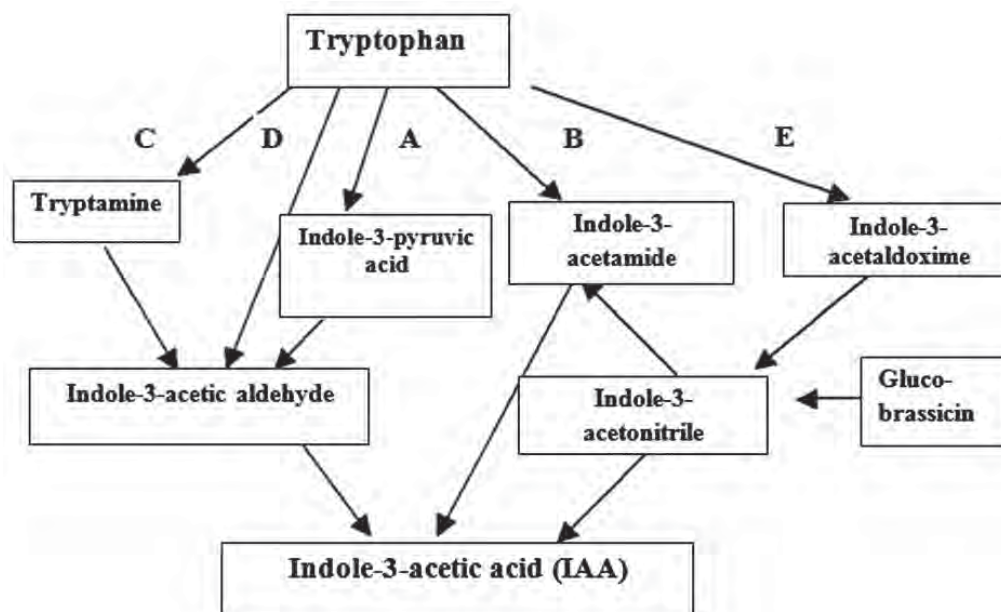 Tryptophan
C
D
A
B
E
Tryptamine
Indole-3-pyruvic
acid
Indole-3-
acetamide
Indole-3-
acetaldoxime
Indole-3-acetic aldehyde
Indole-3-
acetonitrile
Gluco-
brassicin
Indole-3-acetic acid (IAA)